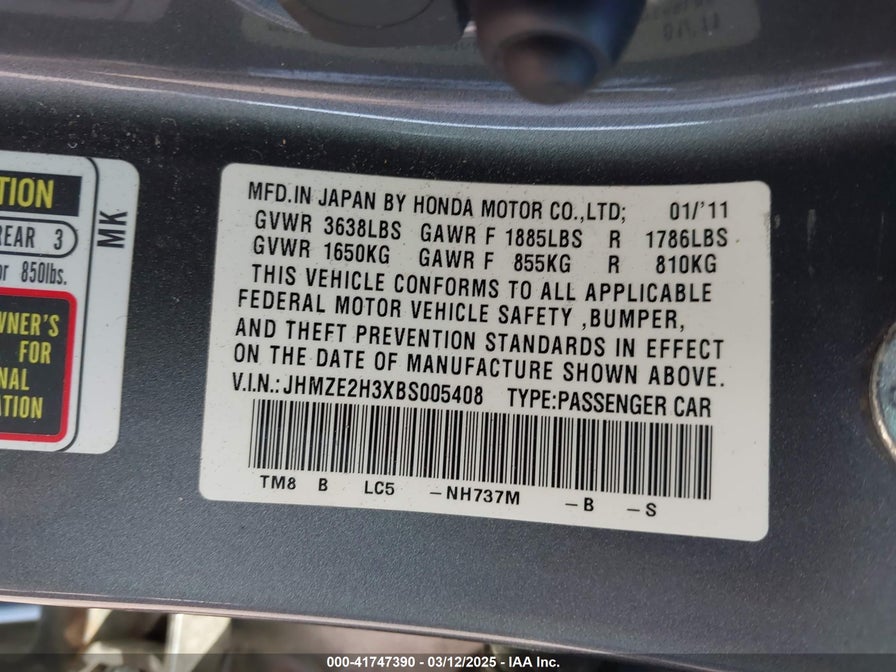 TION
REAR 3
or 850lbs.
WNER'S
FOR
NAL
ATION
MK
MFD.IN JAPAN BY HONDA MOTOR CO.,LTD; 01/'11
GVWR 3638LBS GAWR F 1885LBS R 1786LBS
GVWR 1650KG GAWR F 855KG R 810KG
THIS VEHICLE CONFORMS TO ALL APPLICABLE
FEDERAL MOTOR VEHICLE SAFETY ,BUMPER,
AND THEFT PREVENTION STANDARDS IN EFFECT
ON THE DATE OF MANUFACTURE SHOWN ABOVE.
V.I.N.:JHMZE2H3XBS005408 TYPE:PASSENGER CAR
TM8 B LC5 -NH737M -B -S
000-41747390 - 03/12/2025 - IAA Inc.